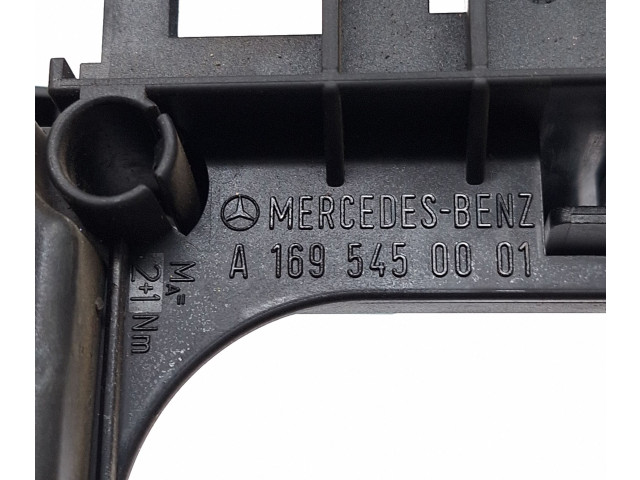 MERCEDES-BENZ
A 169 545 00 01
MA=
2+1 Nm